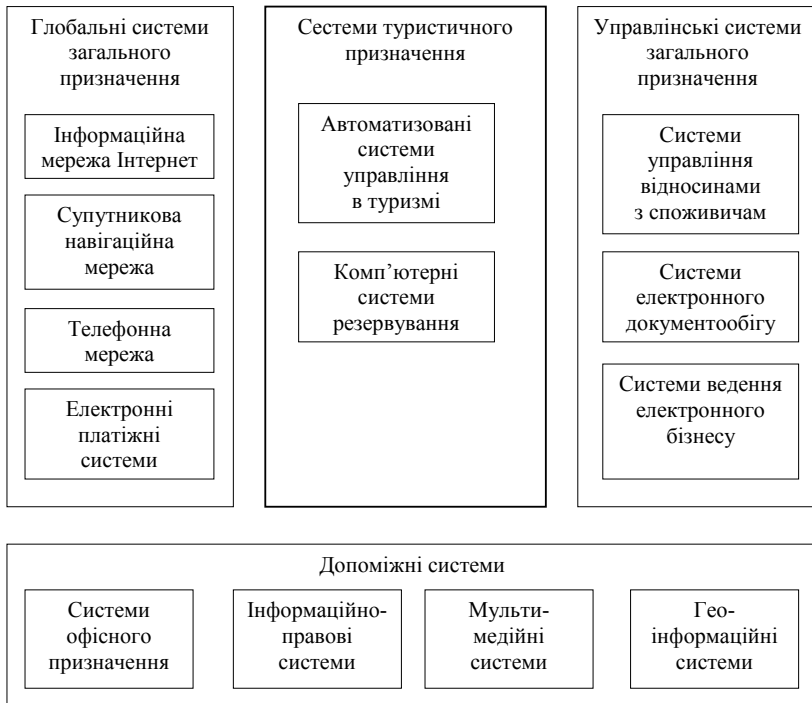 Глобальні системи
загального
призначення
Інформаційна
мережа Інтернет
Супутникова
навігаційна
мережа
Телефонна
мережа
Електронні
платіжні
системи
Сестеми туристичного
призначення
Автоматизовані
системи
управління
в туризмі
Комп’ютерні
системи
резервування
Управлінські системи
загального
призначення
Системи
управління
відносинами
з споживичам
Системи
електронного
документообігу
Системи ведення
електронного
бізнесу
Допоміжні системи
Системи
офісного
призначення
Інформаційно-
правові
системи
Мульти-
медійні
системи
Гео-
інформаційні
системи